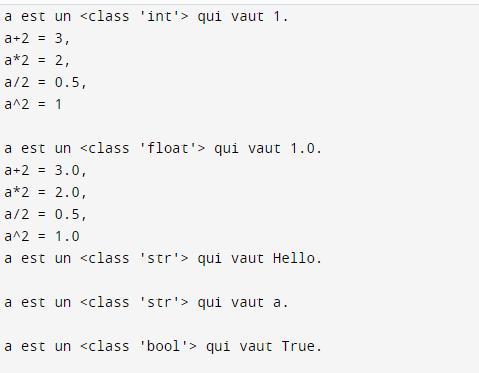 a est un <class 'int'> qui vaut 1.
a+2 = 3,
a*2 = 2,
a/2 = 0.5,
a^2 = 1
a est un <class 'float'> qui vaut 1.0.
a+2 = 3.0,
a*2 = 2.0,
a/2 = 0.5,
a^2 = 1.0
a est un <class 'str'> qui vaut Hello.
a est un <class 'str'> qui vaut a.
a est un <class 'bool'> qui vaut True.